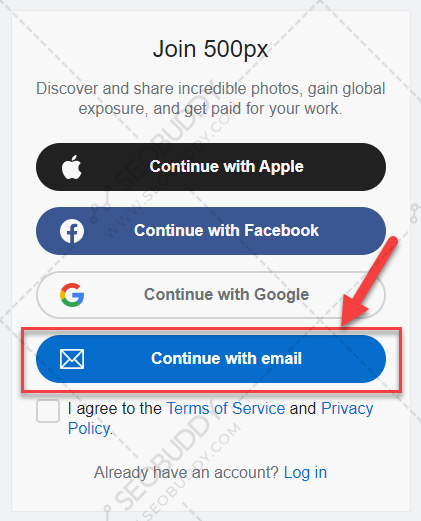 Join 500px
Discover and share incredible photos, gain global
exposure, and get paid for your work.
Continue with Apple
Continue with Facebook
Continue with Google
Continue with email
I agree to the Terms of Service and Privacy
Policy.
Already have an account? Log in
SEOBUDDY
WWW.SEOBUDDY.COM
SEOBUDDY
SEOBUDDY.COM